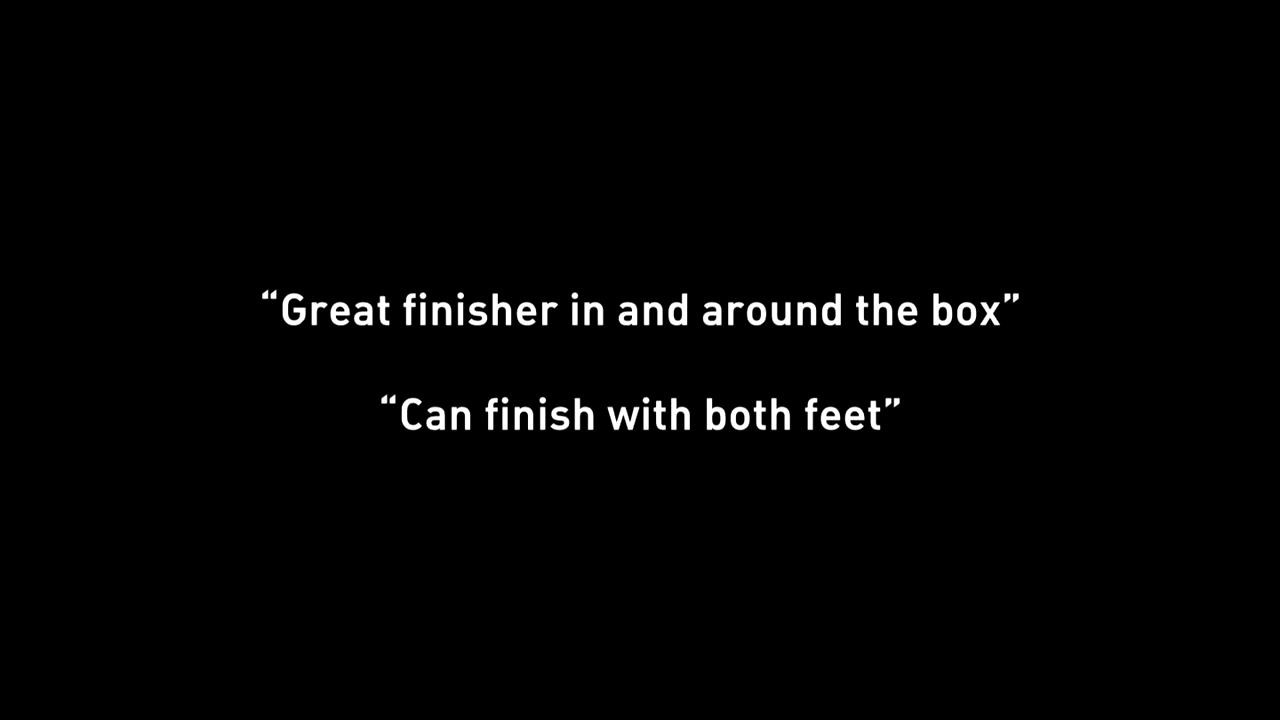 “Great finisher in and around the box”
“Can finish with both feet”